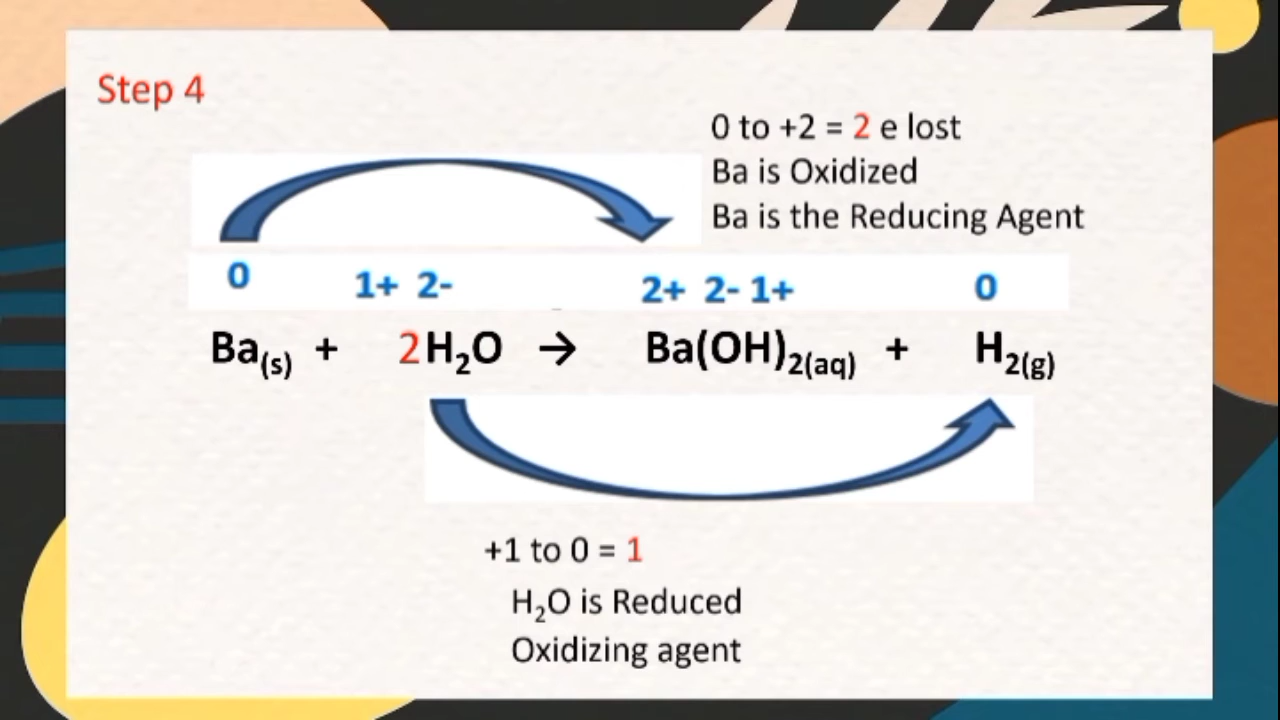 Step 4
0 to +2 = 2 e lost
Ba is Oxidized
Ba is the Reducing Agent
0 1+ 2- 2+ 2- 1+ 0
Ba(s) + 2H₂O → Ba(OH)₂(aq) + H₂(g)
+1 to 0 = 1
H₂O is Reduced
Oxidizing agent